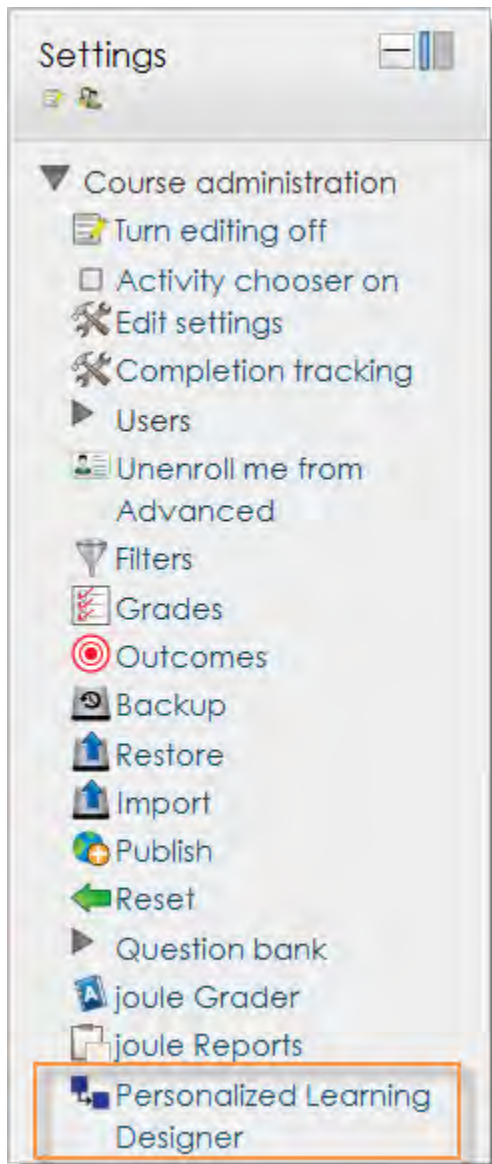 Settings
Course administration
Turn editing off
Activity chooser on
Edit settings
Completion tracking
Users
Unenroll me from
Advanced
Filters
Grades
Outcomes
Backup
Restore
Import
Publish
Reset
Question bank
joule Grader
joule Reports
Personalized Learning
Designer